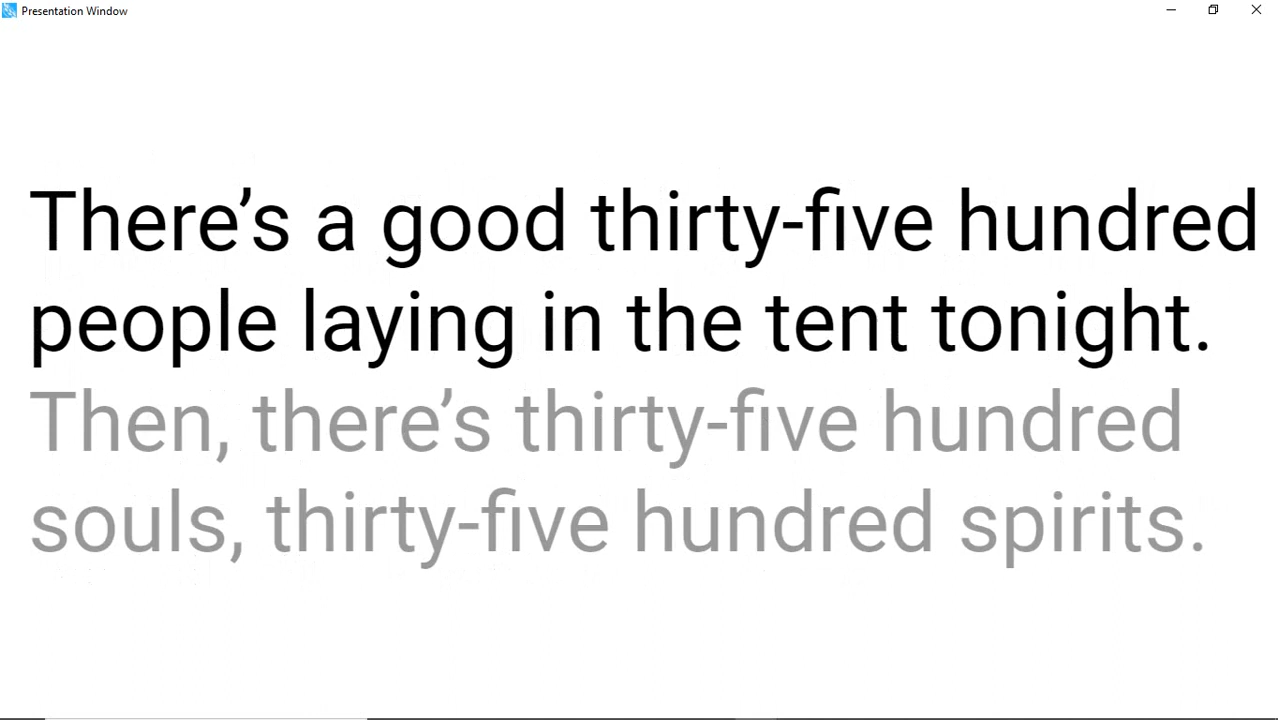 Presentation Window
There’s a good thirty-five hundred
people laying in the tent tonight.
Then, there’s thirty-five hundred
souls, thirty-five hundred spirits.